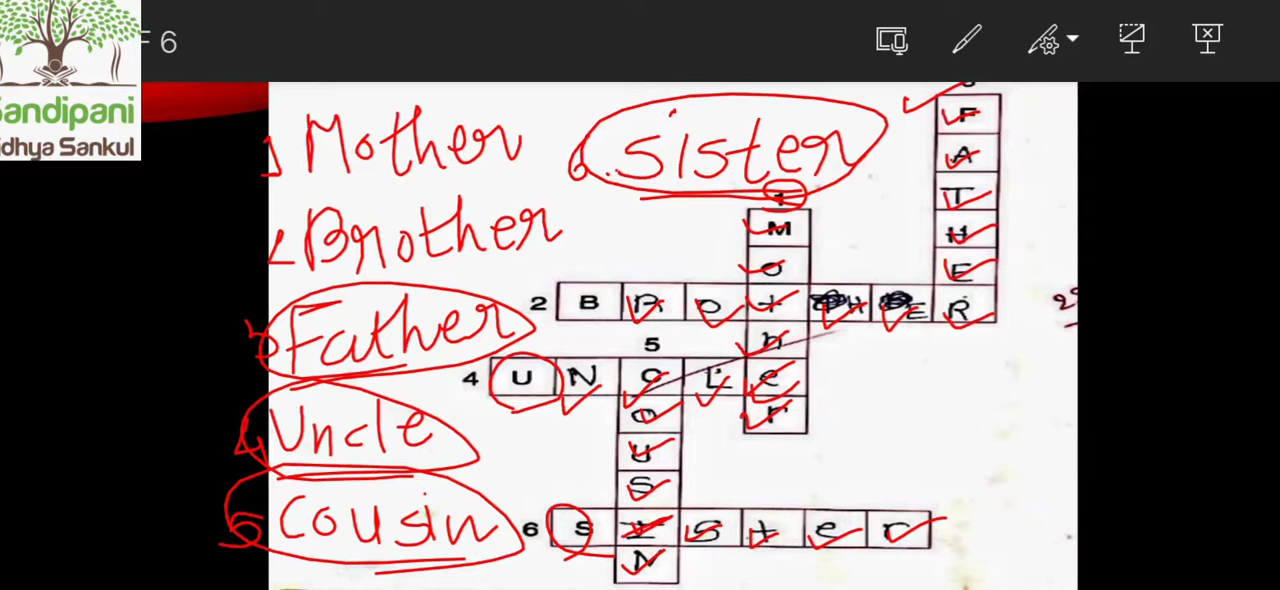 F 6
Sandipani
idhya Sankul
1 Mother
6. sister
2 Brother
3 Father
4 Uncle
5 Cousin
F
A
T
H
E
1
M
o
2 B R O t H E R
5
h
4 U N C L e
O r
U
S
6 S I S t e r
N